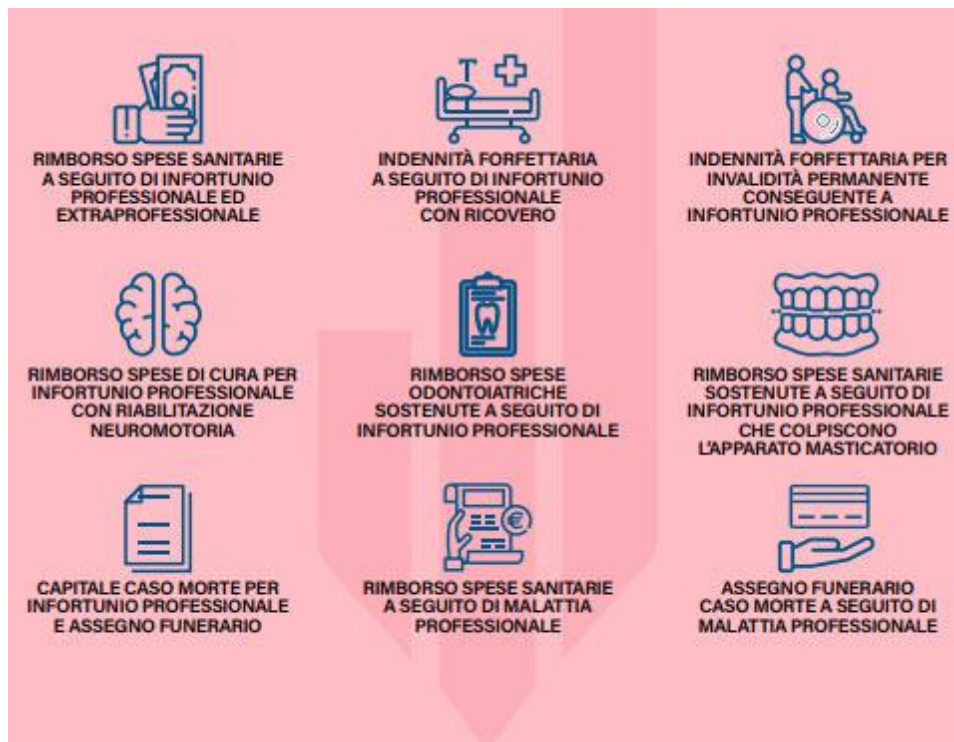 RIMBORSO SPESE SANITARIE
A SEGUITO DI INFORTUNIO
PROFESSIONALE ED
EXTRAPROFESSIONALE
INDENNITÀ FORFETTARIA
A SEGUITO DI INFORTUNIO
PROFESSIONALE
CON RICOVERO
INDENNITÀ FORFETTARIA PER
INVALIDITÀ PERMANENTE
CONSEGUENTE A
INFORTUNIO PROFESSIONALE
RIMBORSO SPESE DI CURA PER
INFORTUNIO PROFESSIONALE
CON RIABILITAZIONE
NEUROMOTORIA
RIMBORSO SPESE
ODONTOIATRICHE
SOSTENUTE A SEGUITO DI
INFORTUNIO PROFESSIONALE
RIMBORSO SPESE SANITARIE
SOSTENUTE A SEGUITO DI
INFORTUNIO PROFESSIONALE
CHE COLPISCONO
L'APPARATO MASTICATORIO
CAPITALE CASO MORTE PER
INFORTUNIO PROFESSIONALE
E ASSEGNO FUNERARIO
€
RIMBORSO SPESE SANITARIE
A SEGUITO DI MALATTIA
PROFESSIONALE
ASSEGNO FUNERARIO
CASO MORTE A SEGUITO DI
MALATTIA PROFESSIONALE